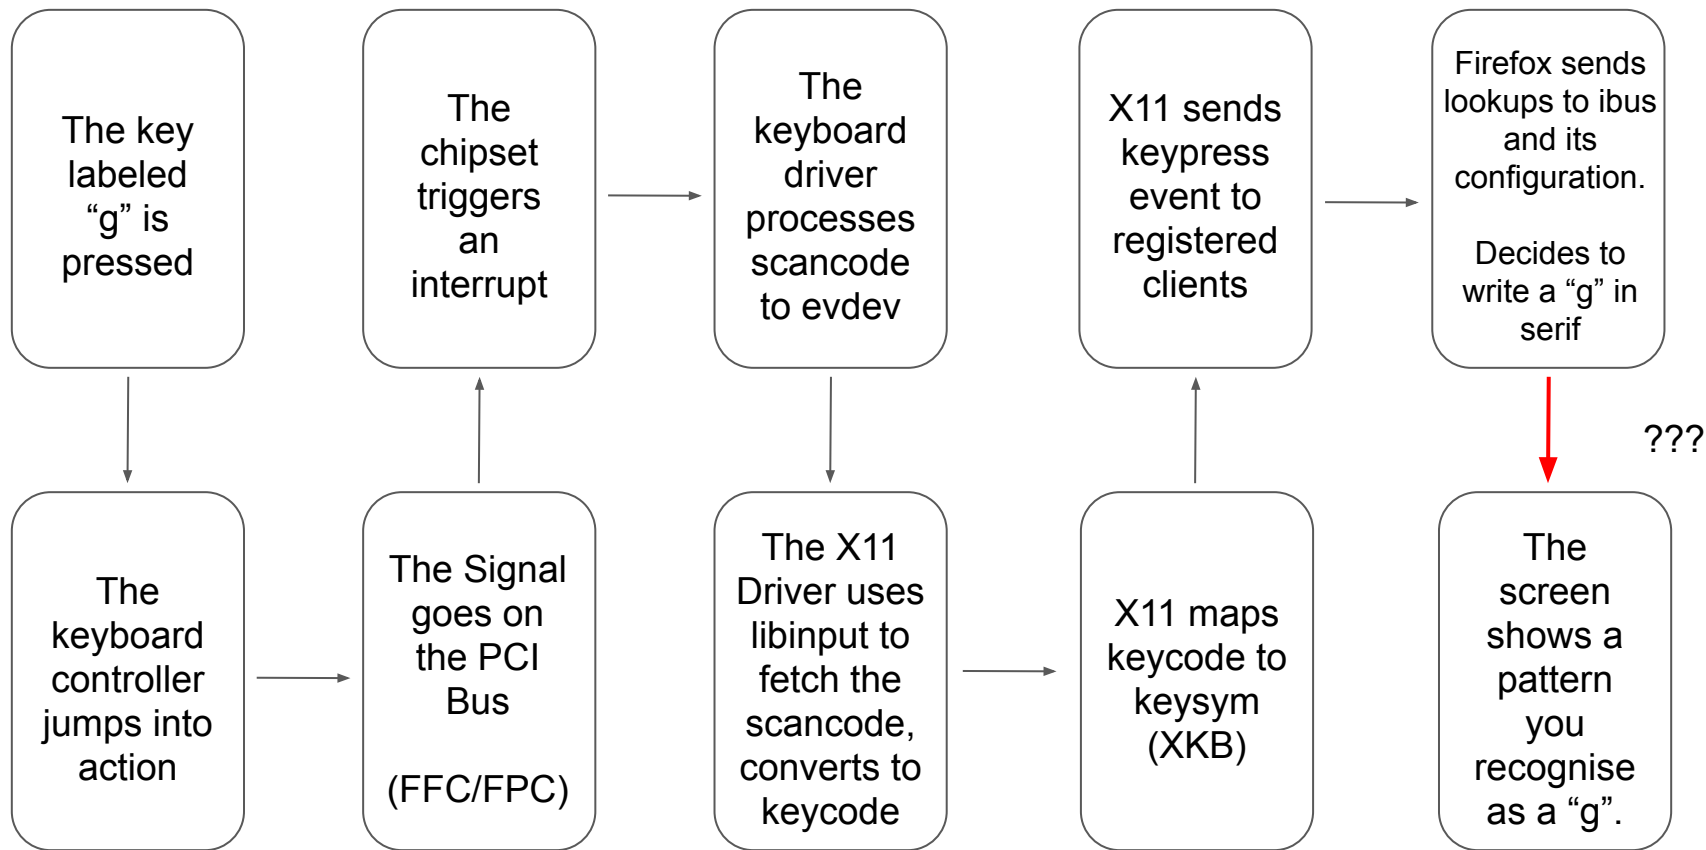 The key
labeled
“g” is
pressed
The
keyboard
controller
jumps into
action
The Signal
goes on
the PCI
Bus
(FFC/FPC)
The
chipset
triggers
an
interrupt
The
keyboard
driver
processes
scancode
to evdev
The X11
Driver uses
libinput to
fetch the
scancode,
converts to
keycode
X11 maps
keycode to
keysym
(XKB)
X11 sends
keypress
event to
registered
clients
Firefox sends
lookups to ibus
and its
configuration.
Decides to
write a “g” in
serif
???
The
screen
shows a
pattern
you
recognise
as a “g”.